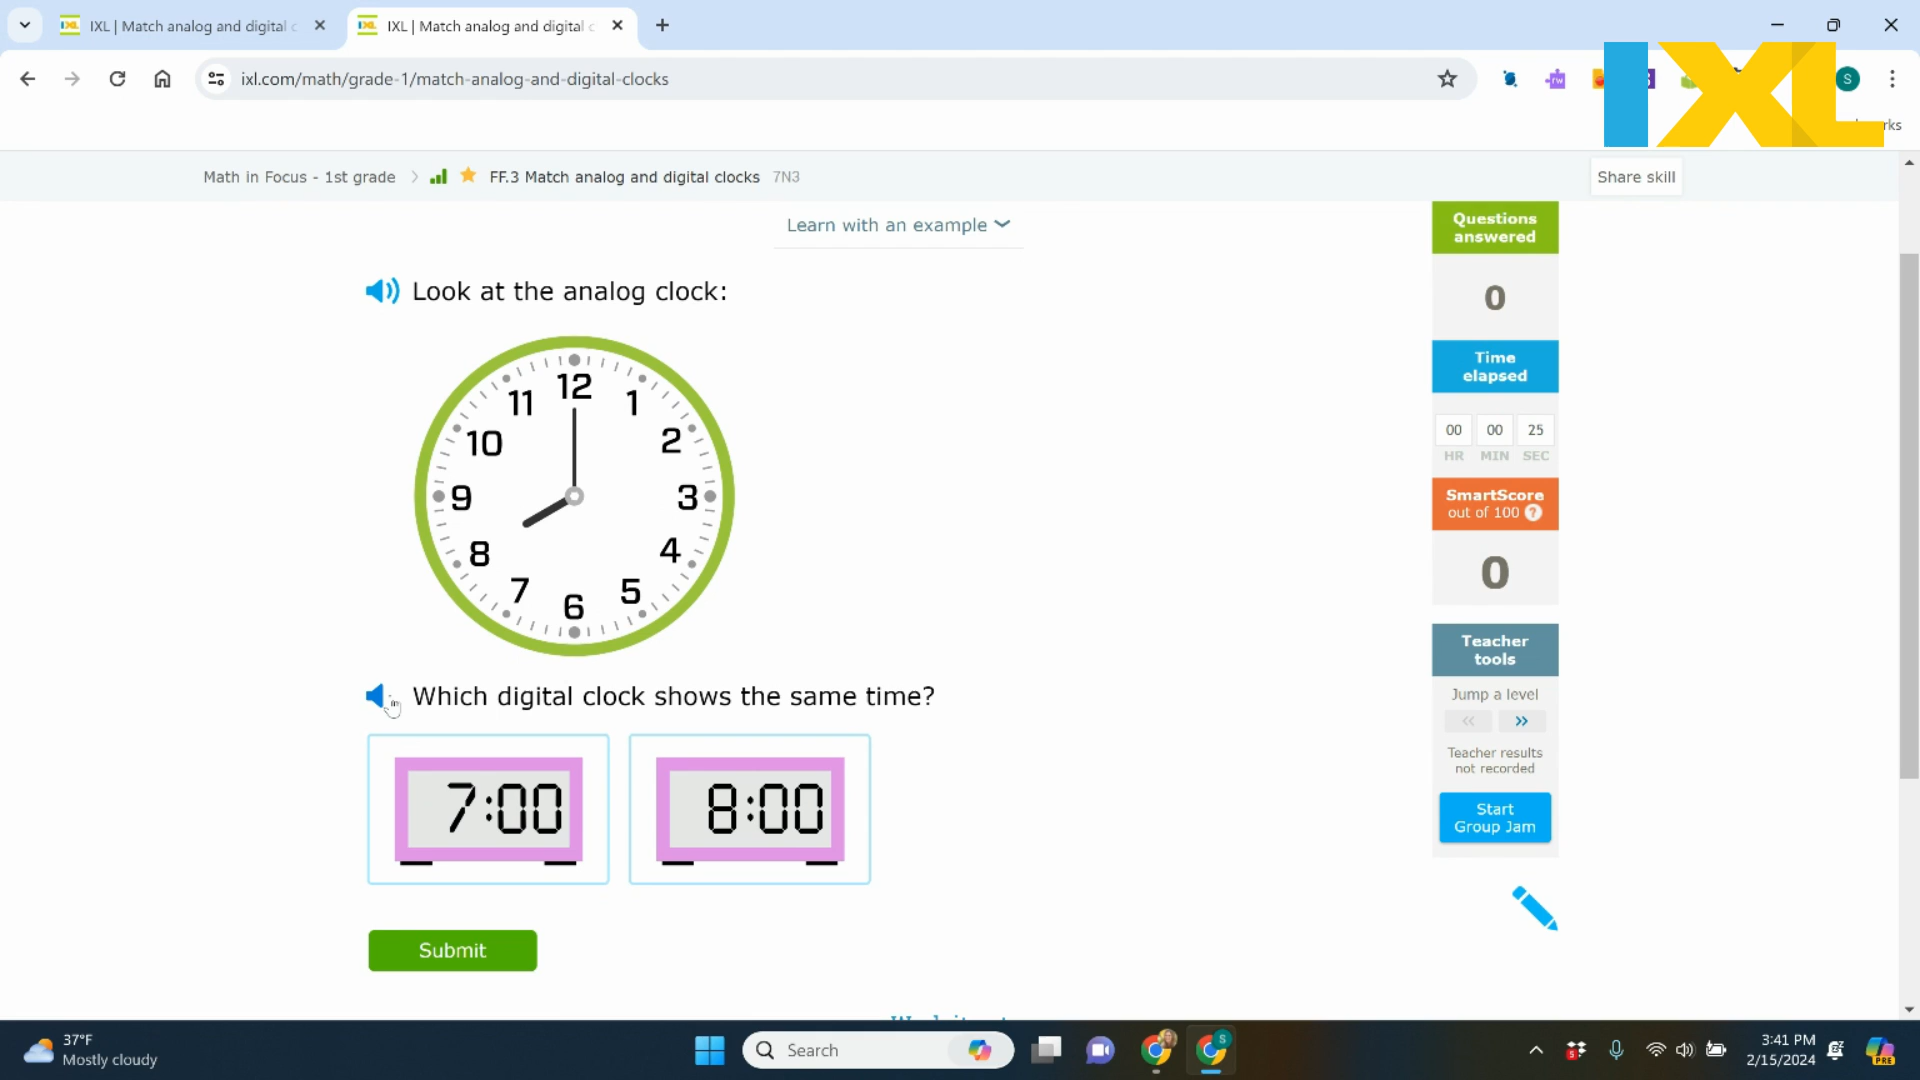 IXL | Match analog and digital c
IXL | Match analog and digital c
ixl.com/math/grade-1/match-analog-and-digital-clocks
S
IXL
rks
Math in Focus - 1st grade
FF.3 Match analog and digital clocks 7N3
Share skill
Learn with an example
Questions
answered
0
Time
elapsed
00 00 25
HR MIN SEC
SmartScore
out of 100 ?
0
Teacher
tools
Jump a level
Teacher results
not recorded
Start
Group Jam
Look at the analog clock:
12
11 1
10 2
9 3
8 4
7 5
6
Which digital clock shows the same time?
7:00 8:00
Submit
37°F
Mostly cloudy
Search
S
3:41 PM
2/15/2024
PRE